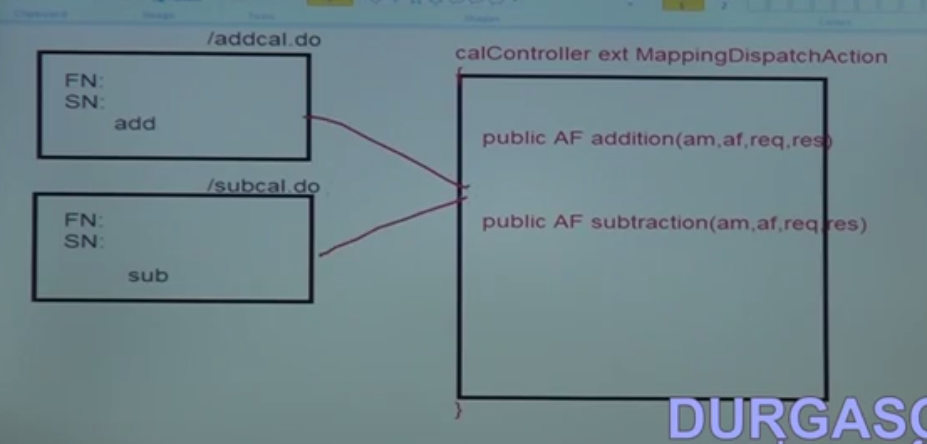 /addcal.do
FN:
SN:
add
/subcal.do
FN:
SN:
sub
calController ext MappingDispatchAction
{
public AF addition(am,af,req,res)
public AF subtraction(am,af,req,res)
}
DURGASO